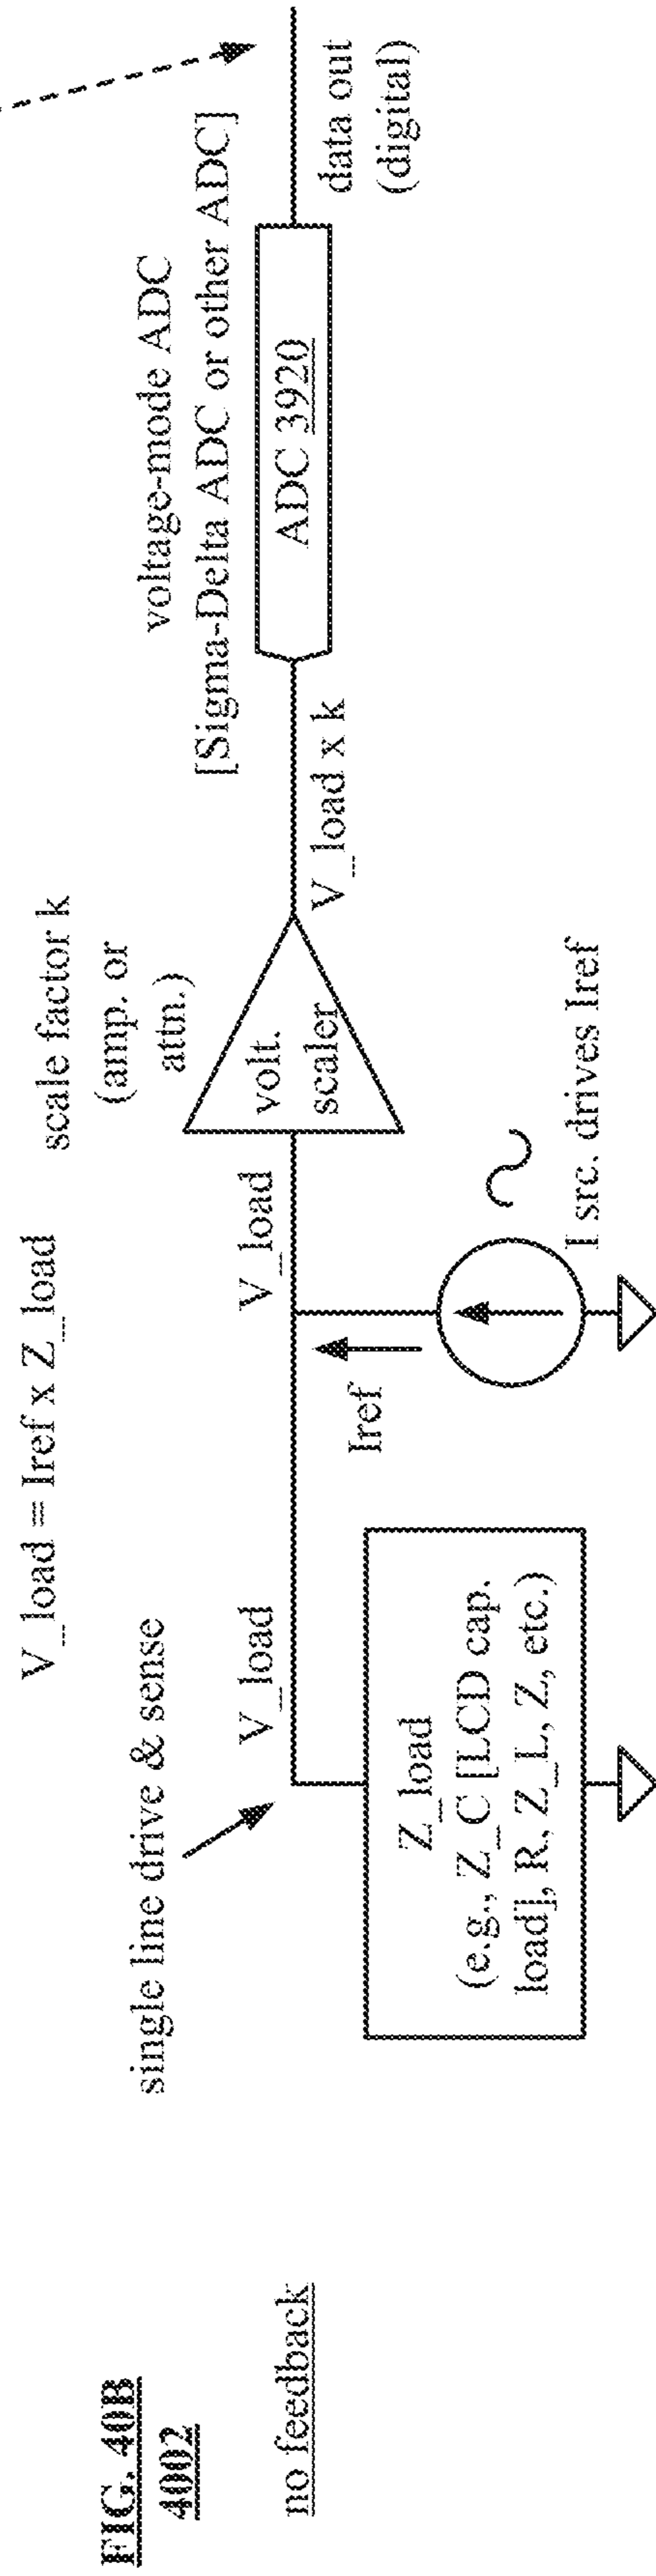 FIG. 40B
4002
no feedback
V_load = Iref x Z_load
single line drive & sense
V_load
Z_load
(e.g., Z_C [LCD cap.
load], R, Z_L, Z, etc.)
Iref
V_load
I src. drives Iref
scale factor k
(amp. or
attn.)
volt.
scaler
V_load x k
voltage-mode ADC
[Sigma-Delta ADC or other ADC]
ADC 3920
data out
(digital)